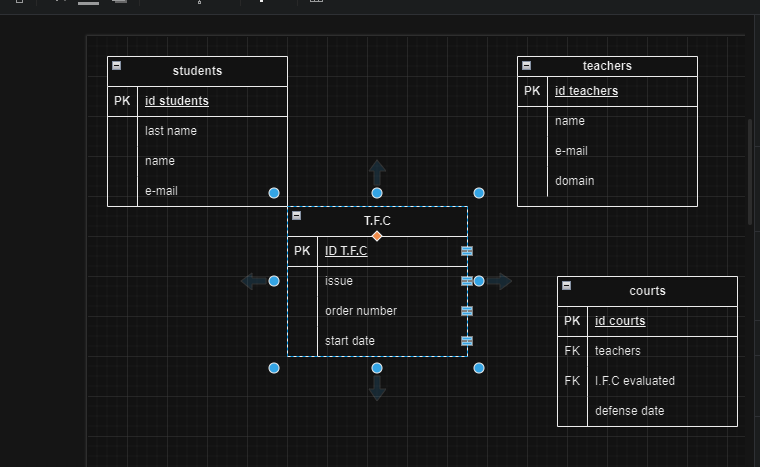 students
PK id students
last name
name
e-mail
teachers
PK id teachers
name
e-mail
domain
T.F.C
PK ID T.F.C
issue
order number
start date
courts
PK id courts
FK teachers
FK I.F.C evaluated
defense date